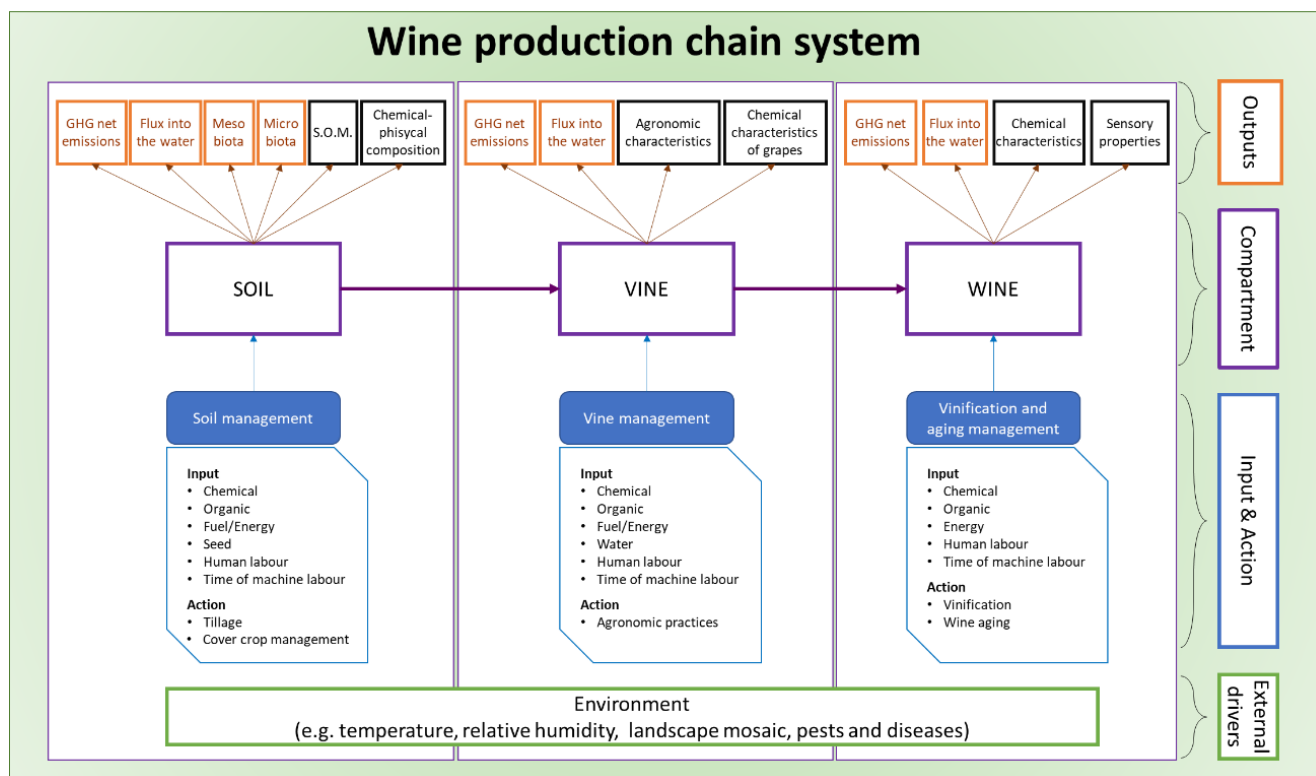 Wine production chain system
GHG net
emissions
Flux into
the water
Meso
biota
Micro
biota
S.O.M.
Chemical-
phisycal
composition
GHG net
emissions
Flux into
the water
Agronomic
characteristics
Chemical
characteristics
of grapes
GHG net
emissions
Flux into
the water
Chemical
characteristics
Sensory
properties
Outputs
SOIL
VINE
WINE
Compartment
Soil management
Input
• Chemical
• Organic
• Fuel/Energy
• Seed
• Human labour
• Time of machine labour
Action
• Tillage
• Cover crop management
Vine management
Input
• Chemical
• Organic
• Fuel/Energy
• Water
• Human labour
• Time of machine labour
Action
• Agronomic practices
Vinification and
aging management
Input
• Chemical
• Organic
• Energy
• Human labour
• Time of machine labour
Action
• Vinification
• Wine aging
Input & Action
Environment
(e.g. temperature, relative humidity, landscape mosaic, pests and diseases)
External
drivers